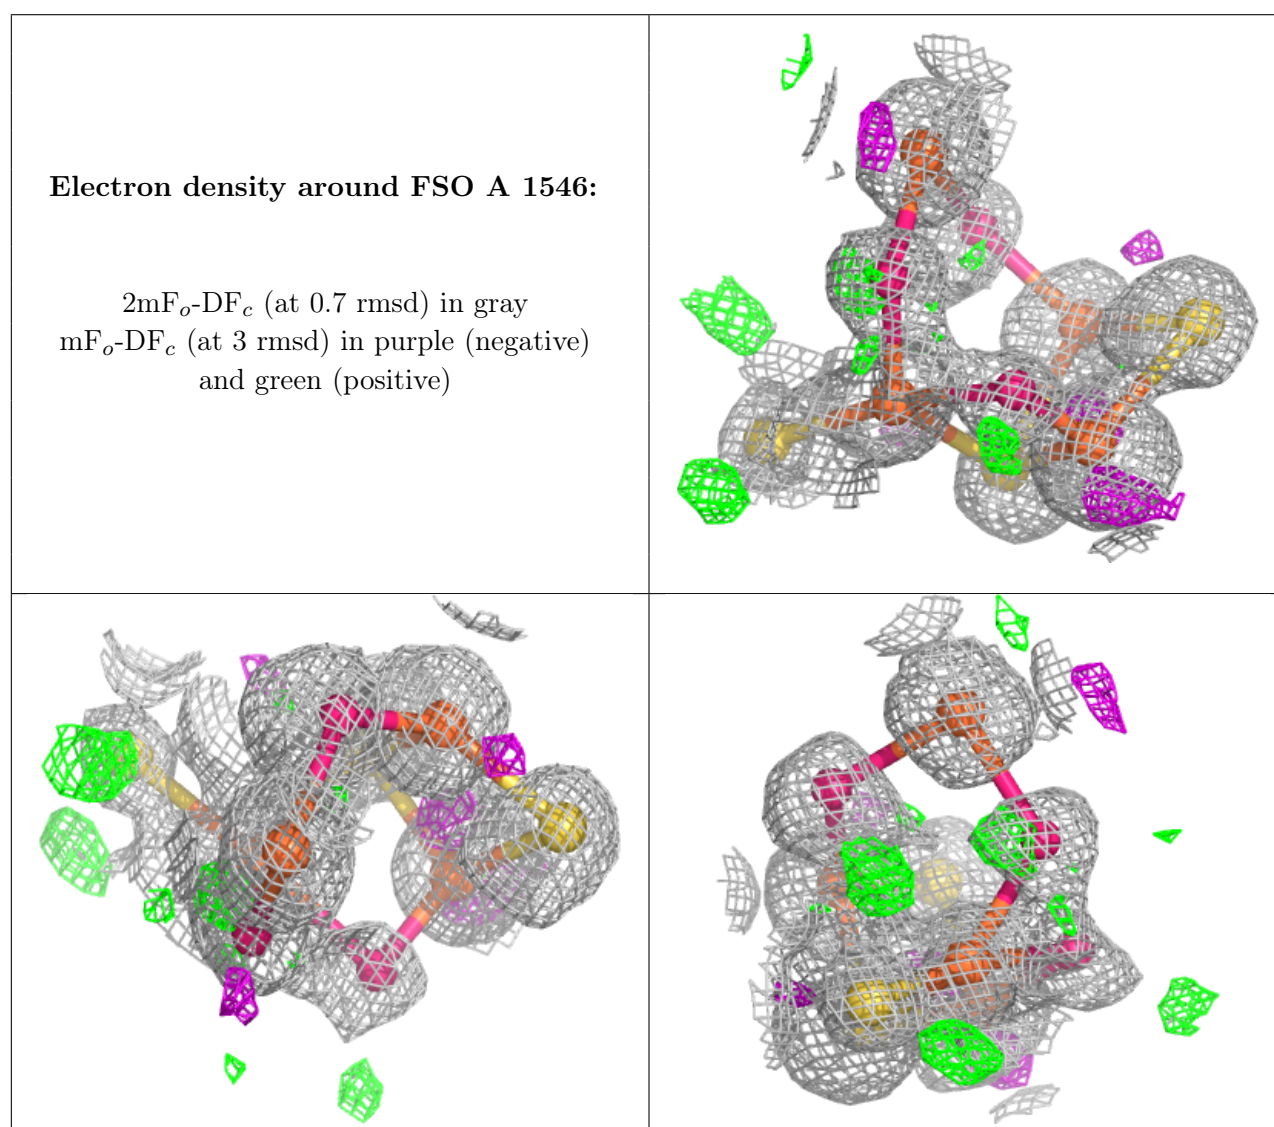 Electron density around FSO A 1546:
2mFo-DFc (at 0.7 rmsd) in gray
mFo-DFc (at 3 rmsd) in purple (negative)
and green (positive)